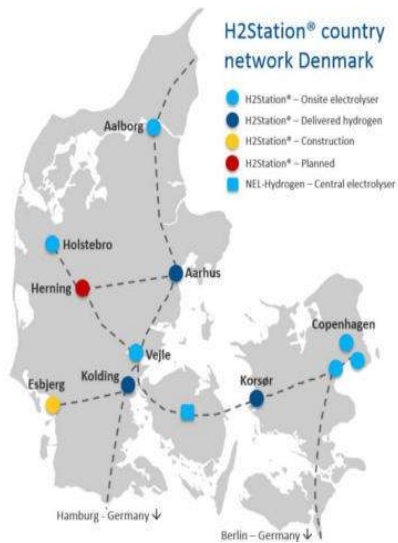 H2Station® country
network Denmark
H2Station® – Onsite electrolyser
H2Station® – Delivered hydrogen
H2Station® – Construction
H2Station® – Planned
NEL-Hydrogen – Central electrolyser
Aalborg
Holstebro
Aarhus
Herning
Copenhagen
Vejle
Kolding
Esbjerg
Korsør
Hamburg - Germany ↓
Berlin – Germany ↓